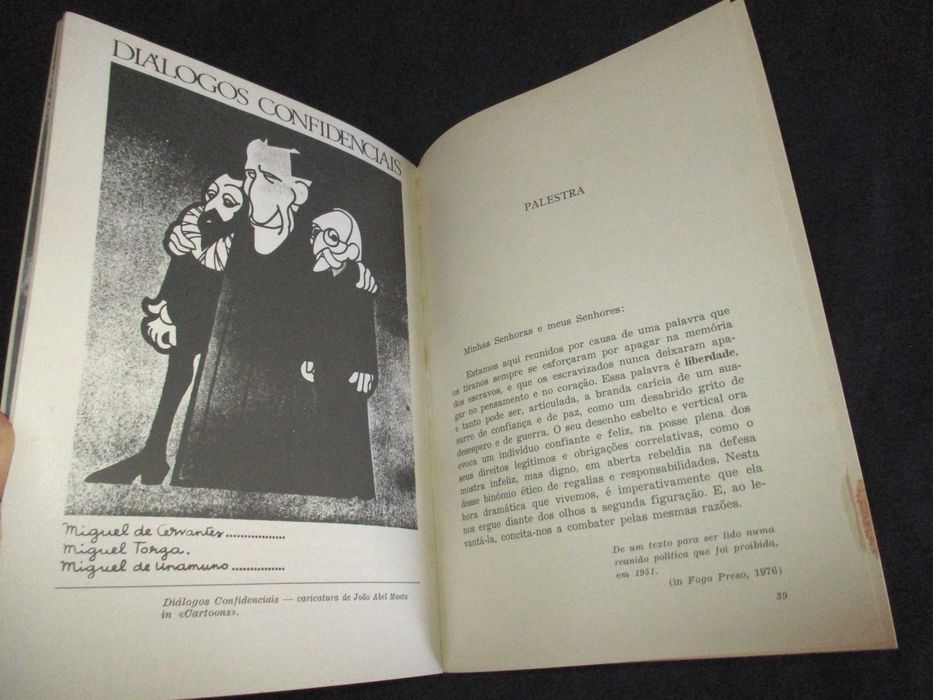 DIÁLOGOS CONFIDENCIAIS
Miguel de Cervantes.................
Miguel Torga.
Miguel de Unamuno...............
Diálogos Confidenciais — caricatura de João Abel Manta
in «Cartoons».
PALESTRA
Minhas Senhoras e meus Senhores:
Estamos aqui reunidos por causa de uma palavra que
os tiranos sempre se esforçaram por apagar na memória
dos escravos, e que os escravizados nunca deixaram apa-
gar no pensamento e no coração. Essa palavra é liberdade,
e tanto pode ser, articulada, a branda carícia de um sus-
surro de confiança e de paz, como um desabrido grito de
desespero e de guerra. O seu desenho esbelto e vertical ora
evoca um indivíduo confiante e feliz, na posse plena dos
seus direitos legítimos e obrigações correlativas, como o
mostra infeliz, mas digno, em aberta rebeldia na defesa
desse binómio ético de regalias e responsabilidades. Nesta
hora dramática que vivemos, é imperativamente que ela
nos ergue diante dos olhos a segunda figuração. E, ao le-
vantá-la, concita-nos a combater pelas mesmas razões.
De um texto para ser lido numa
reunião política que foi proibida,
em 1951.
(in Fogo Preso, 1976)
39